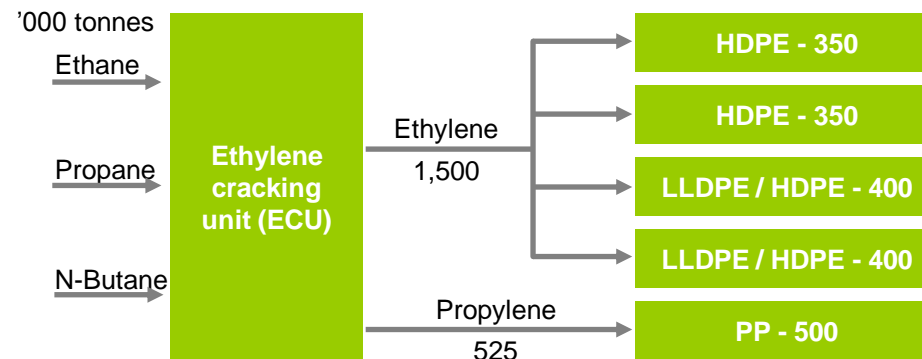 ’000 tonnes
Ethane
Propane
N-Butane
Ethylene
cracking
unit (ECU)
Ethylene
1,500
Propylene
525
HDPE - 350
HDPE - 350
LLDPE / HDPE - 400
LLDPE / HDPE - 400
PP - 500